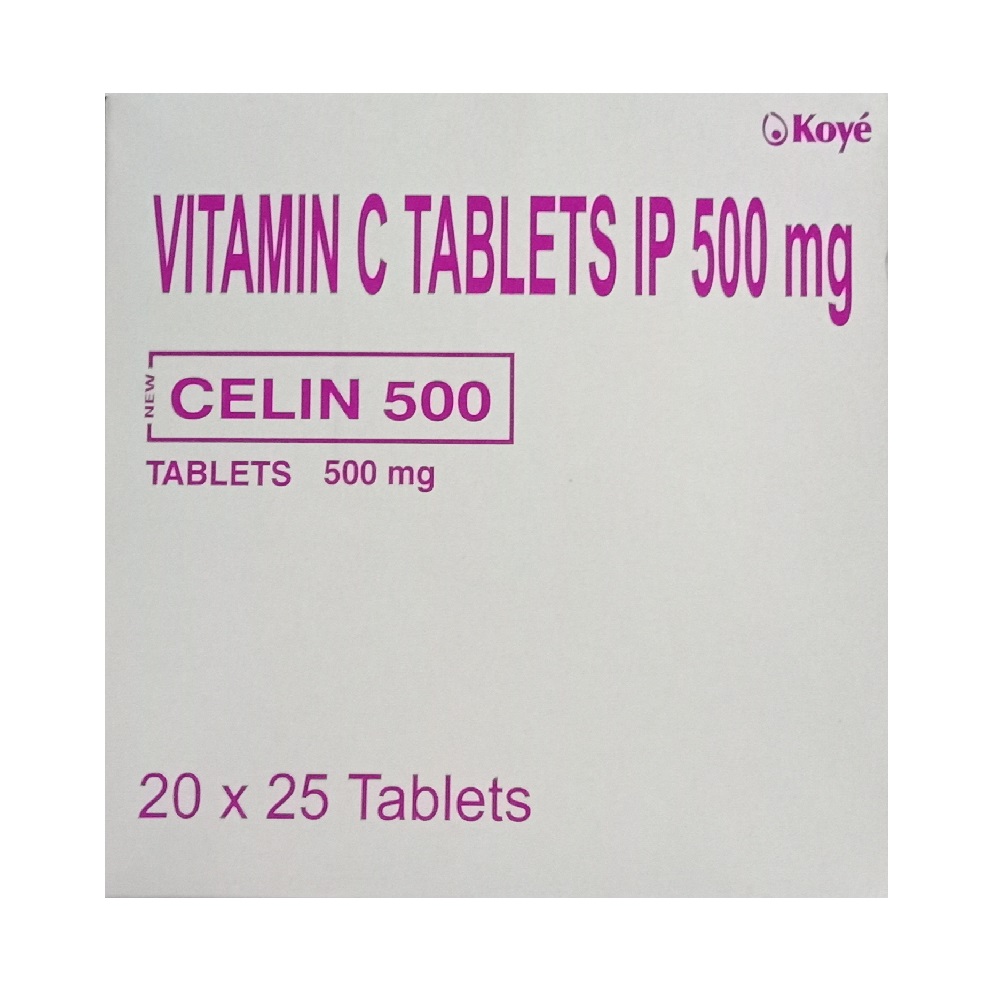 Koyé
VITAMIN C TABLETS IP 500 mg
NEW
CELIN 500
TABLETS 500 mg
20 x 25 Tablets